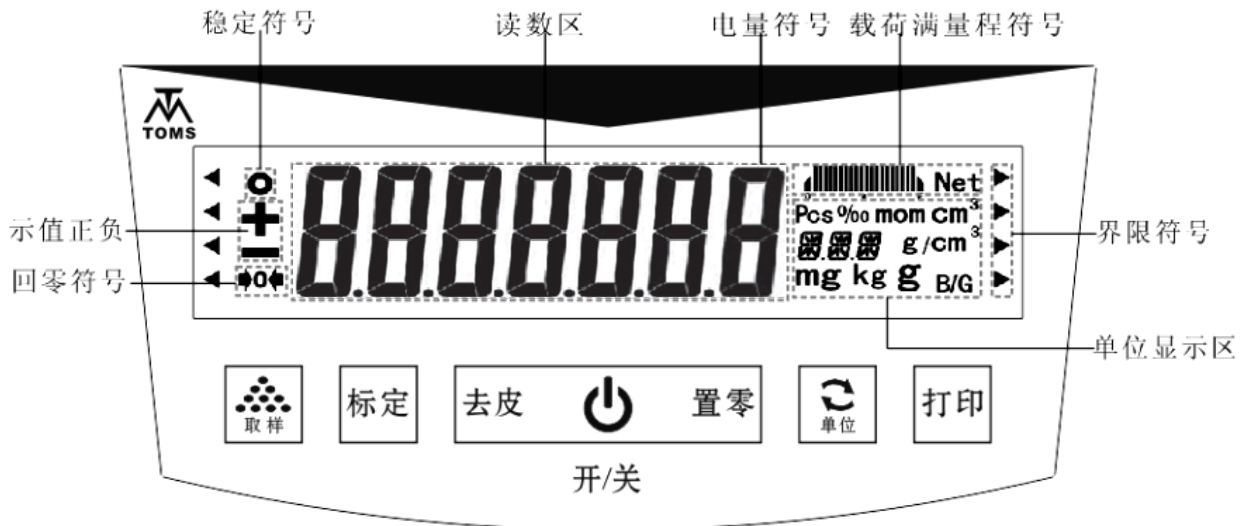 稳定符号 读数区 电量符号 载荷满量程符号
TOMS
Net
Pcs ‰ mom cm³
示值正负
界限符号
g/cm³
回零符号
→0←
mg kg g B/G
单位显示区
取样 标定 去皮 置零 单位 打印
开/关